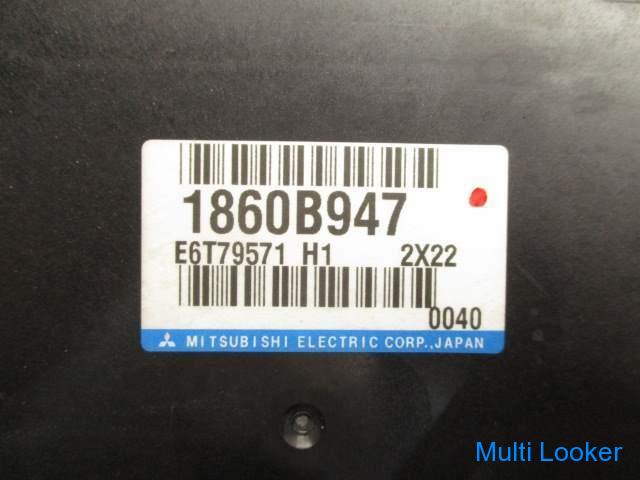 1860B947
E6T79571 H1 2X22
0040
MITSUBISHI ELECTRIC CORP.,JAPAN
Multi Looker